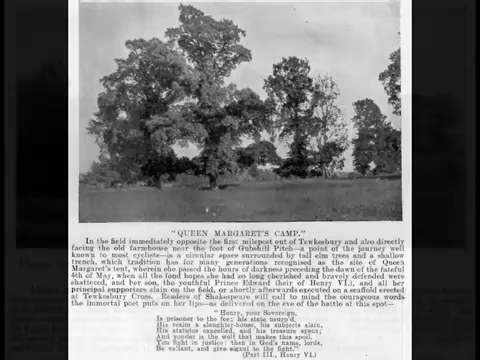 "QUEEN MARGARET'S CAMP."
In the field immediately opposite the first milepost out of Tewkesbury and also directly
facing the old farmhouse near the foot of Gubshill Pitch—a point of the journey well
known to most cyclists—is a circular space surrounded by tall elm trees and a shallow
trench, which tradition has for many generations recognised as the site of Queen
Margaret's tent, wherein she passed the hours of darkness preceding the dawn of the fateful
4th of May, when all the fond hopes she had so long cherished and bravely defended were
shattered, and her son, the youthful Prince Edward (heir of Henry VI.), and all her
principal supporters slain on the field, or shortly afterwards executed on a scaffold erected
at Tewkesbury Cross. Readers of Shakespeare will call to mind the courageous words
the immortal poet puts on her lips—as delivered on the eve of the battle at this spot—
"Henry, your Sovereign,
Is prisoner to the foe; his state usurp'd,
His realm a slaughter-house, his subjects slain,
His statutes cancelled, and his treasure spent;
And yonder is the wolf that makes this spoil.
You fight in justice; then in God's name, lords,
Be valiant, and give signal to the fight."
(Part III., Henry VI.)